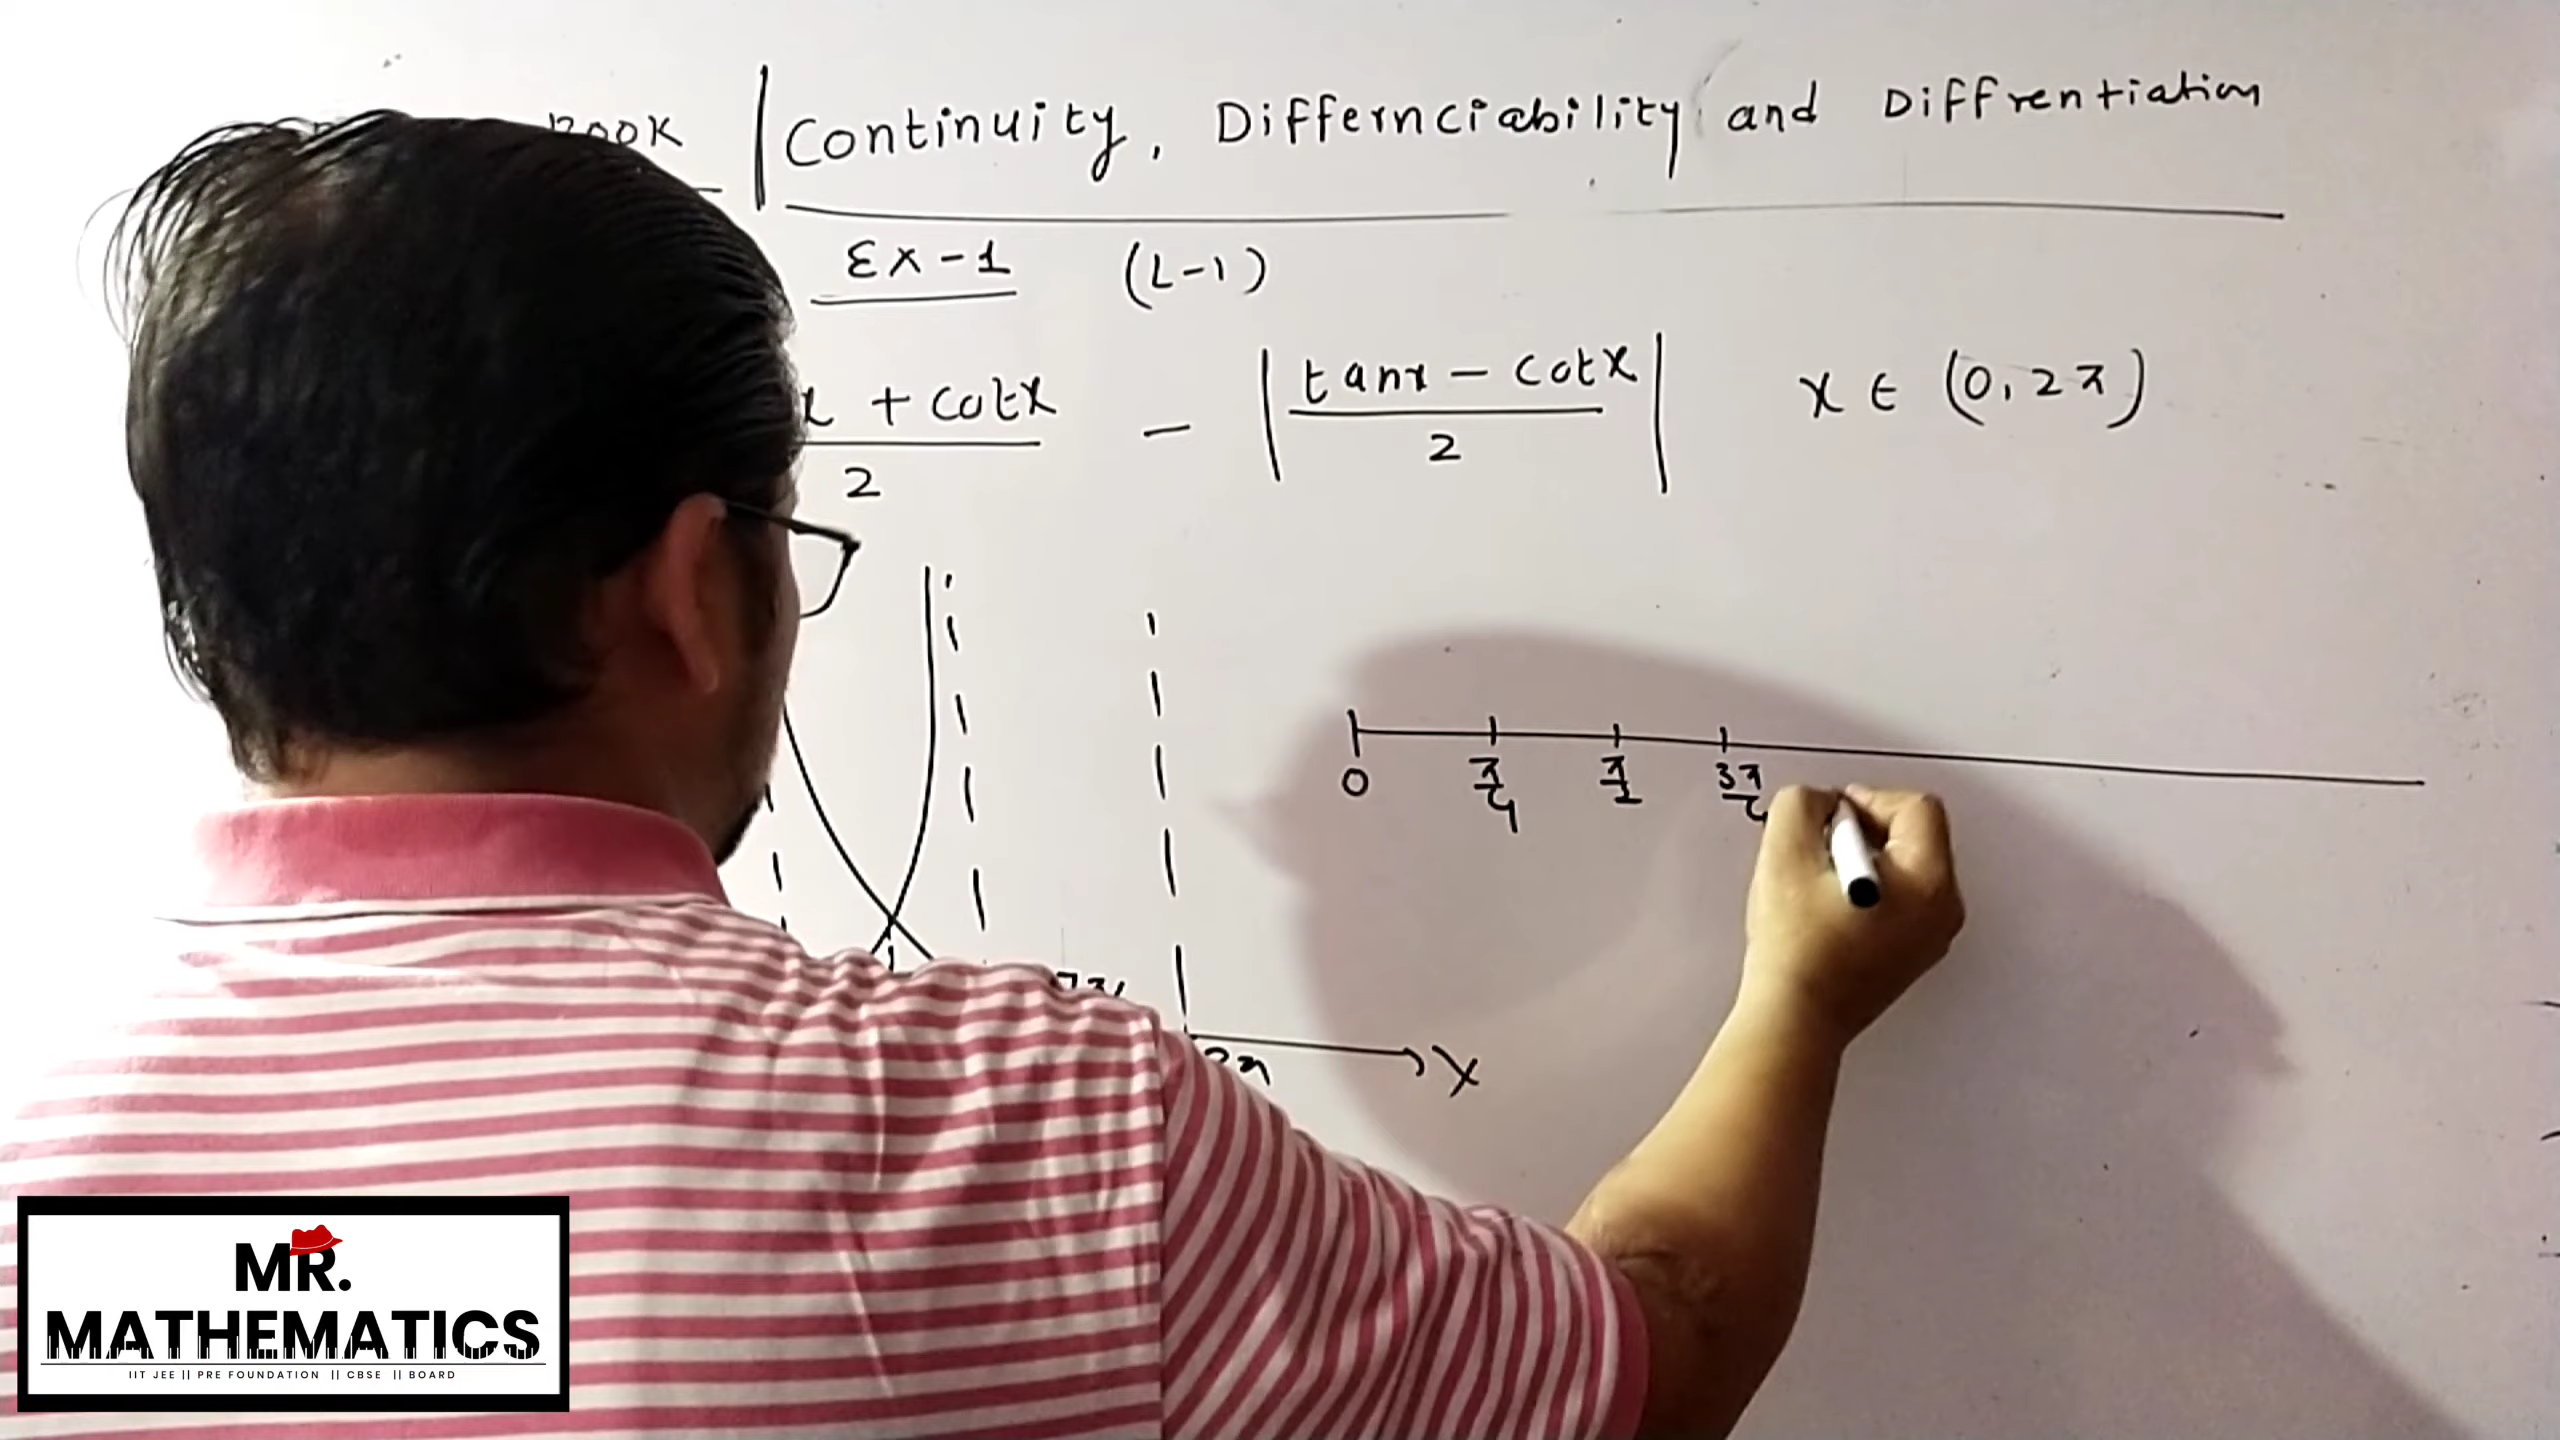 BOOK | Continuity, Differnciability and Diffrentiation
Ex-1 (L-1)
x + cotx / 2 - | tanx - cotx / 2 | x ∈ (0, 2π)
0 π/4 π/2 3π/4
2π X
MR.
MATHEMATICS
IIT JEE || PRE FOUNDATION || CBSE || BOARD